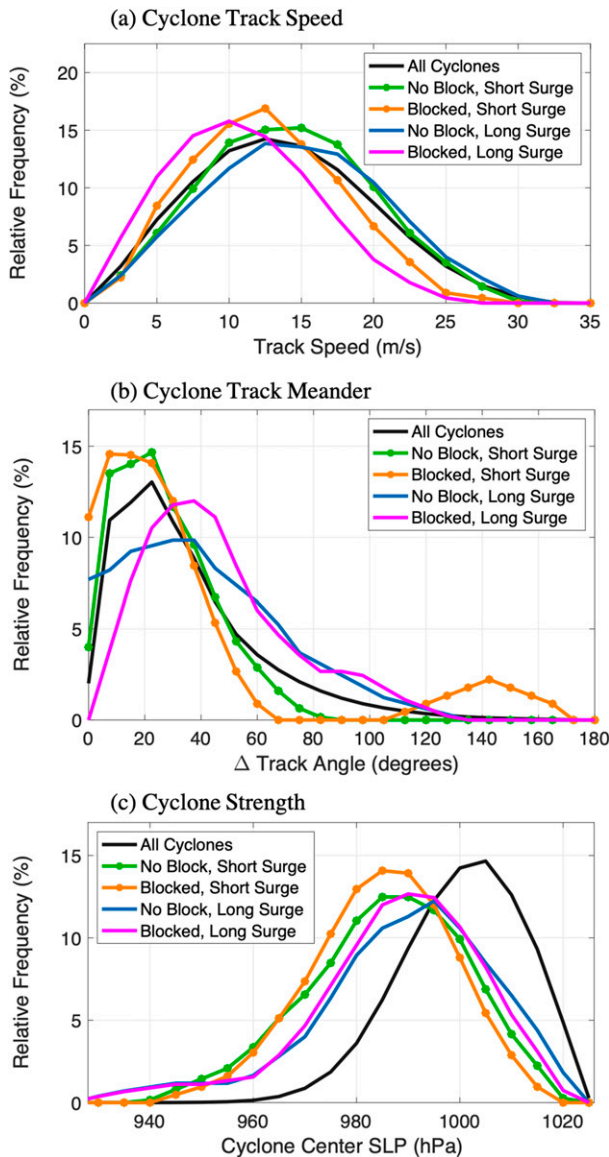 (a) Cyclone Track Speed
Relative Frequency (%)
20
15
10
5
0
All Cyclones
No Block, Short Surge
Blocked, Short Surge
No Block, Long Surge
Blocked, Long Surge
0 5 10 15 20 25 30 35
Track Speed (m/s)
(b) Cyclone Track Meander
Relative Frequency (%)
15
10
5
0
All Cyclones
No Block, Short Surge
Blocked, Short Surge
No Block, Long Surge
Blocked, Long Surge
0 20 40 60 80 100 120 140 160 180
Δ Track Angle (degrees)
(c) Cyclone Strength
Relative Frequency (%)
15
10
5
0
All Cyclones
No Block, Short Surge
Blocked, Short Surge
No Block, Long Surge
Blocked, Long Surge
940 960 980 1000 1020
Cyclone Center SLP (hPa)